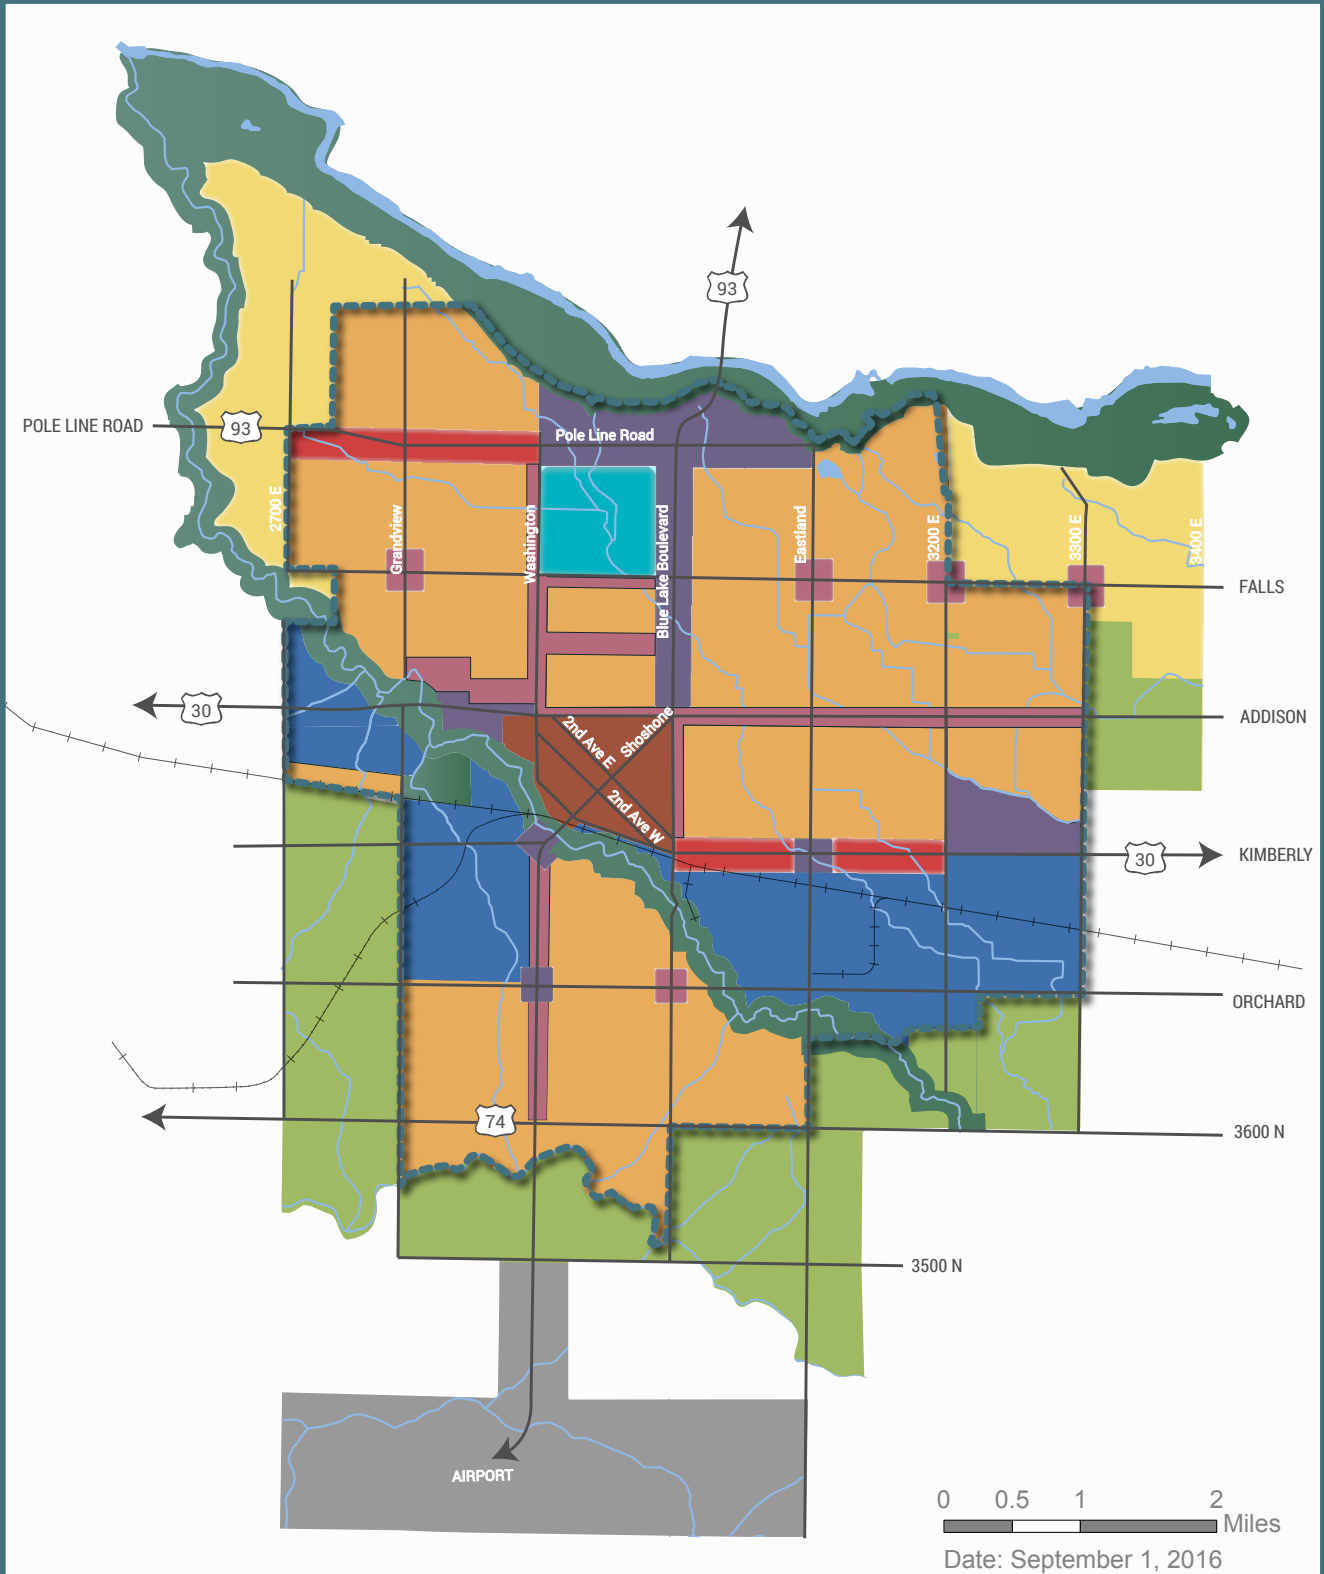 93
POLE LINE ROAD
93
Pole Line Road
2700 E
Grandview
Washington
Blue Lake Boulevard
Eastland
3200 E
3300 E
3400 E
FALLS
30
2nd Ave E
Shoshone
ADDISON
2nd Ave W
30
KIMBERLY
ORCHARD
74
3600 N
3500 N
AIRPORT
0 0.5 1 2
Miles
Date: September 1, 2016